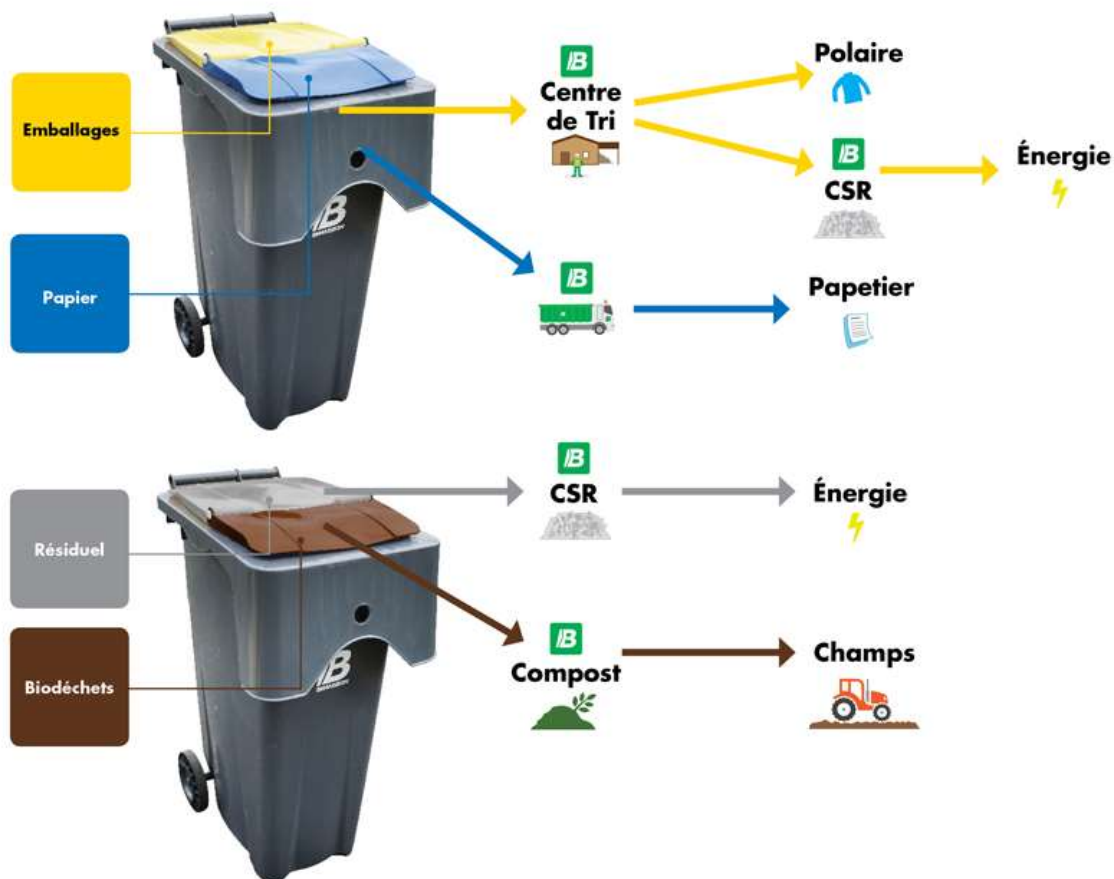 Emballages
Papier
B
Centre
de Tri
Polaire
B
CSR
Énergie
B
B
Papetier
Résiduel
Biodéchets
B
CSR
Énergie
B
B
Compost
Champs